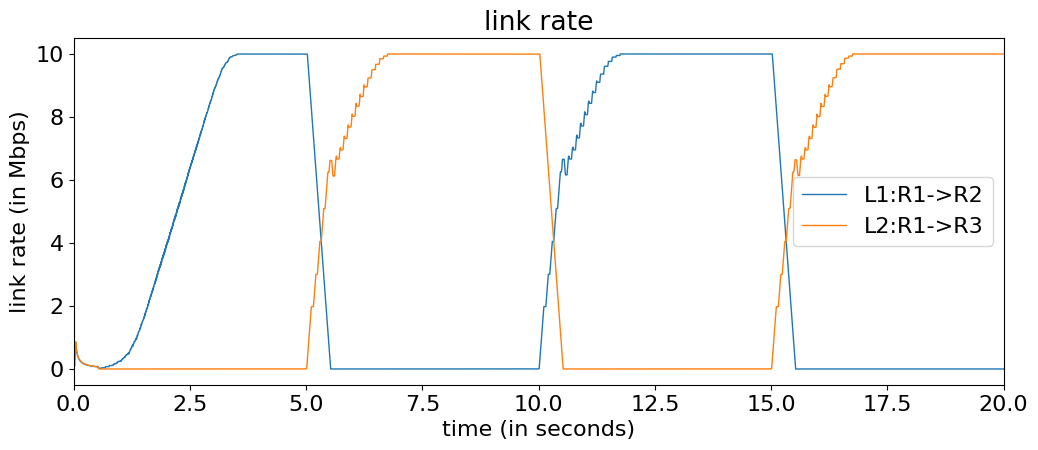 link rate
link rate (in Mbps)
10
8
6
4
2
0
L1:R1->R2
L2:R1->R3
0.0 2.5 5.0 7.5 10.0 12.5 15.0 17.5 20.0
time (in seconds)